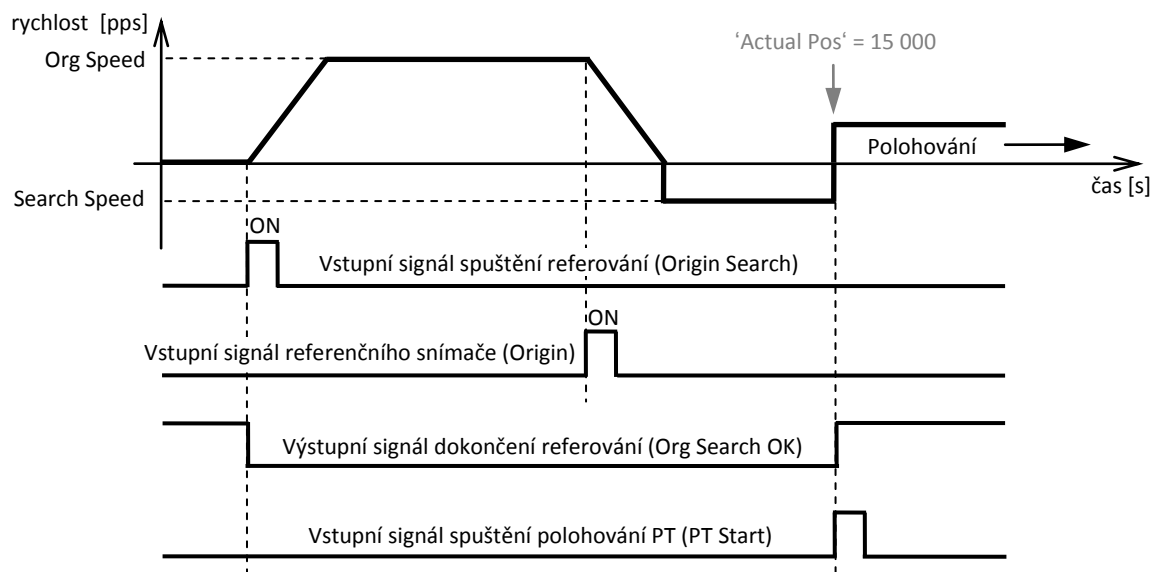 rychlost  [pps]
Org Speed
‘Actual Pos‘ = 15 000
Polohování
čas [s]
Search Speed
ON
Vstupní signál spuštění referování (Origin Search)
ON
Vstupní signál referenčního snímače (Origin)
Výstupní signál dokončení referování (Org Search OK)
Vstupní signál spuštění polohování PT (PT Start)